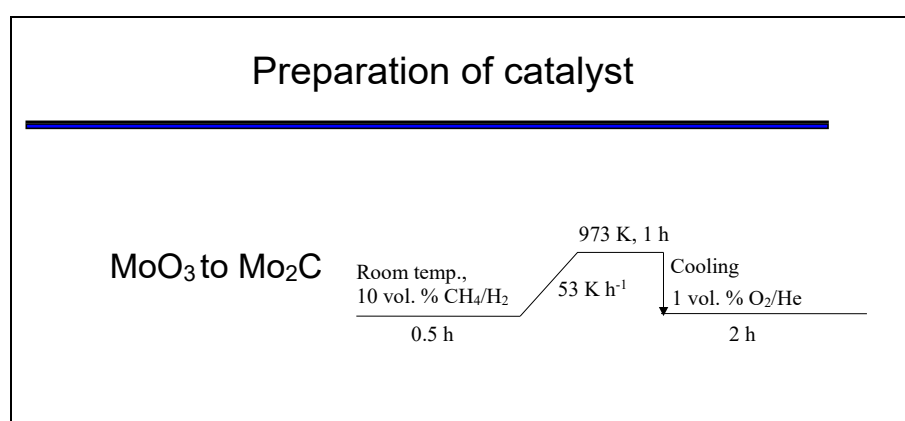 Preparation of catalyst
MoO₃ to Mo₂C
Room temp.,
10 vol. % CH₄/H₂
0.5 h
53 K h⁻¹
973 K, 1 h
Cooling
1 vol. % O₂/He
2 h